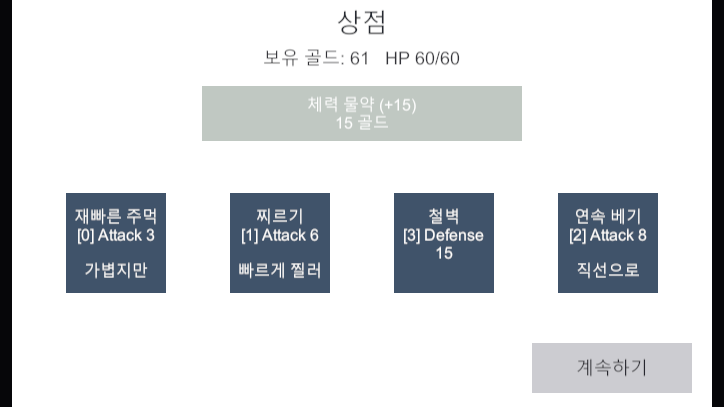 상점
보유 골드: 61 HP 60/60
체력 물약 (+15)
15 골드
재빠른 주먹
[0] Attack 3
가볍지만
찌르기
[1] Attack 6
빠르게 찔러
철벽
[3] Defense
15
연속 베기
[2] Attack 8
직선으로
계속하기